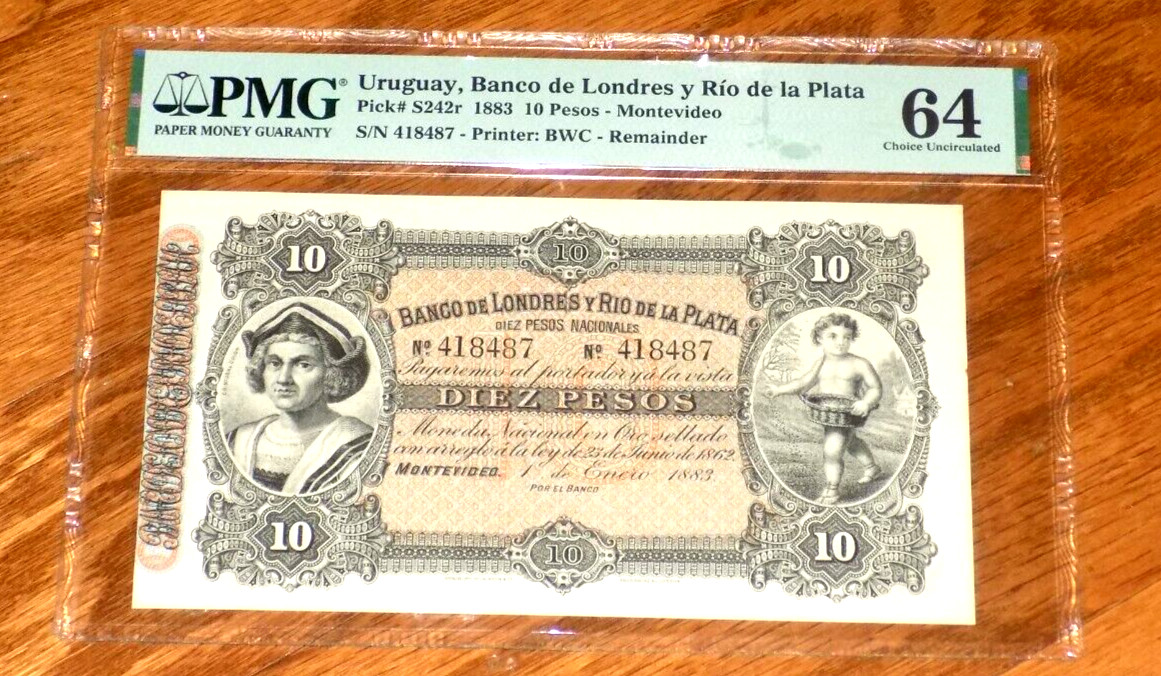 PMG®
PAPER MONEY GUARANTY
Uruguay, Banco de Londres y Río de la Plata
Pick# S242r 1883 10 Pesos - Montevideo
S/N 418487 - Printer: BWC - Remainder
64
Choice Uncirculated
10 10 10
BANCO DE LONDRES Y RIO DE LA PLATA
DIEZ PESOS NACIONALES
Nº 418487 Nº 418487
Pagaremos al portador y á la vista
DIEZ PESOS
Moneda Nacional en Oro sellado
con arreglo á la ley de 23 de Junio de 1862.
MONTEVIDEO. 1º de Enero 1883.
POR EL BANCO
10 10 10